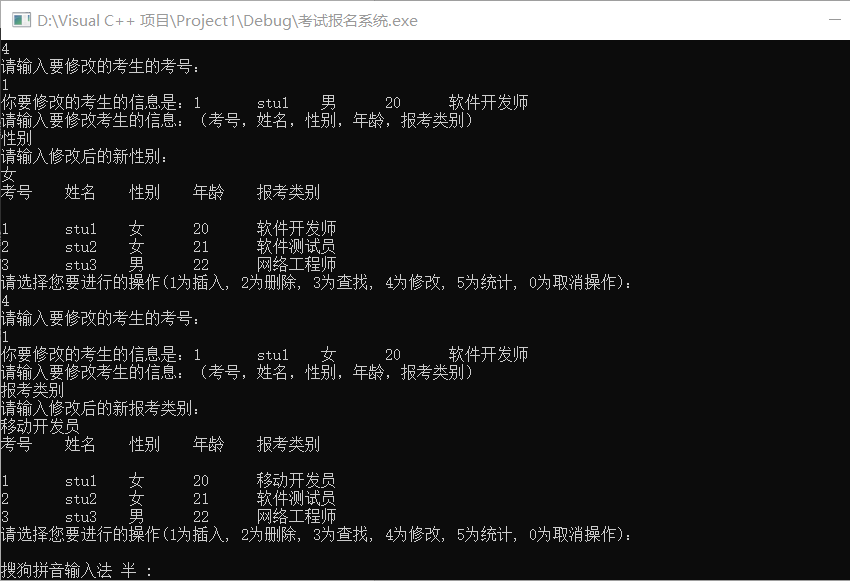 D:\Visual C++ 项目\Project1\Debug\考试报名系统.exe
4
请输入要修改的考生的考号：
1
你要修改的考生的信息是：1 stu1 男 20 软件开发师
请输入要修改考生的信息：（考号，姓名，性别，年龄，报考类别）
性别
请输入修改后的新性别：
女
考号 姓名 性别 年龄 报考类别
1 stu1 女 20 软件开发师
2 stu2 女 21 软件测试员
3 stu3 男 22 网络工程师
请选择您要进行的操作(1为插入，2为删除，3为查找，4为修改，5为统计，0为取消操作)：
4
请输入要修改的考生的考号：
1
你要修改的考生的信息是：1 stu1 女 20 软件开发师
请输入要修改考生的信息：（考号，姓名，性别，年龄，报考类别）
报考类别
请输入修改后的新报考类别：
移动开发员
考号 姓名 性别 年龄 报考类别
1 stu1 女 20 移动开发员
2 stu2 女 21 软件测试员
3 stu3 男 22 网络工程师
请选择您要进行的操作(1为插入，2为删除，3为查找，4为修改，5为统计，0为取消操作)：
搜狗拼音输入法 半 ：